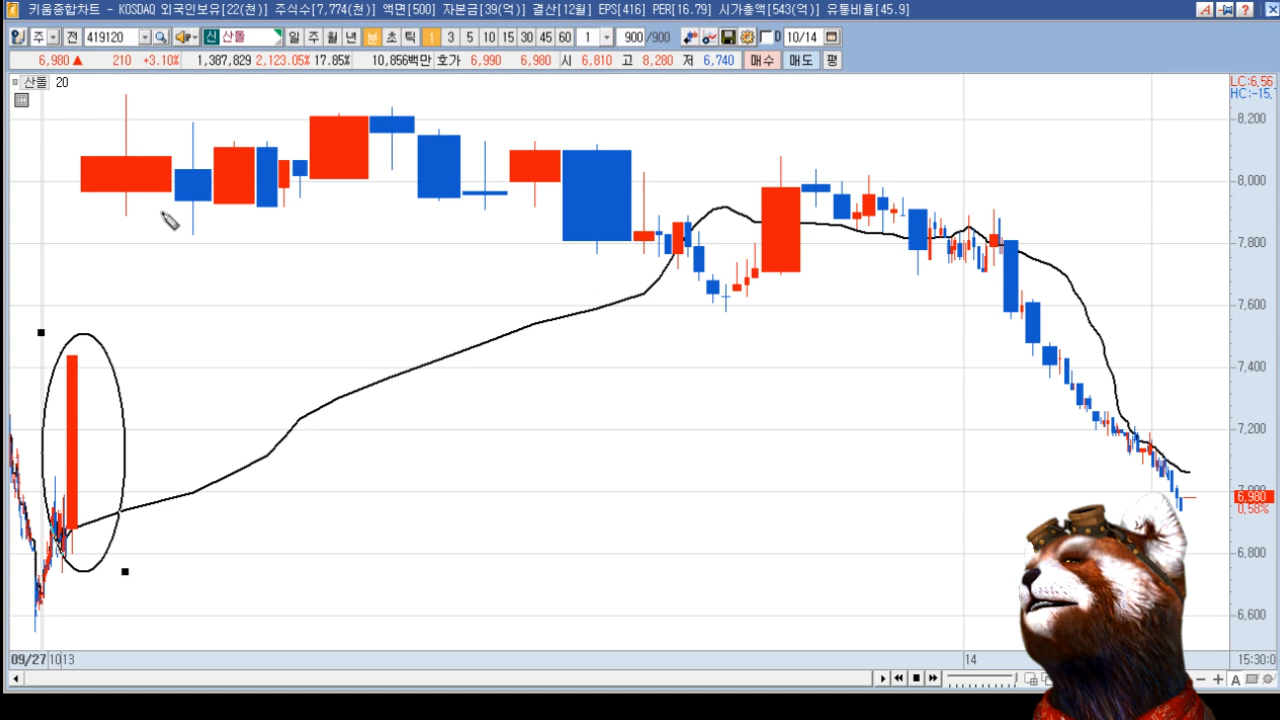 키움종합차트 - KOSDAQ 외국인보유[22(천)] 주식수[7,774(천)] 액면[500] 자본금[39(억)] 결산[12월] EPS[416] PER[16.79] 시가총액[543(억)] 유통비율[45.9]
주 전 419120 신 산돌 일 주 월 년 분 초 틱 1 3 5 10 15 30 45 60 1 900 /900 D 10/14
6,980 ▲ 210 +3.10% 1,387,829 2,123.05% 17.85% 10,856백만 호가 6,990 6,980 시 6,810 고 8,280 저 6,740 매수 매도 평
산돌 20
LC:6,56
HC:-15,
8,200
8,000
7,800
7,600
7,400
7,200
7,000
6,980
0,58%
6,800
6,600
09/27 10 13 14 15:30:0
A